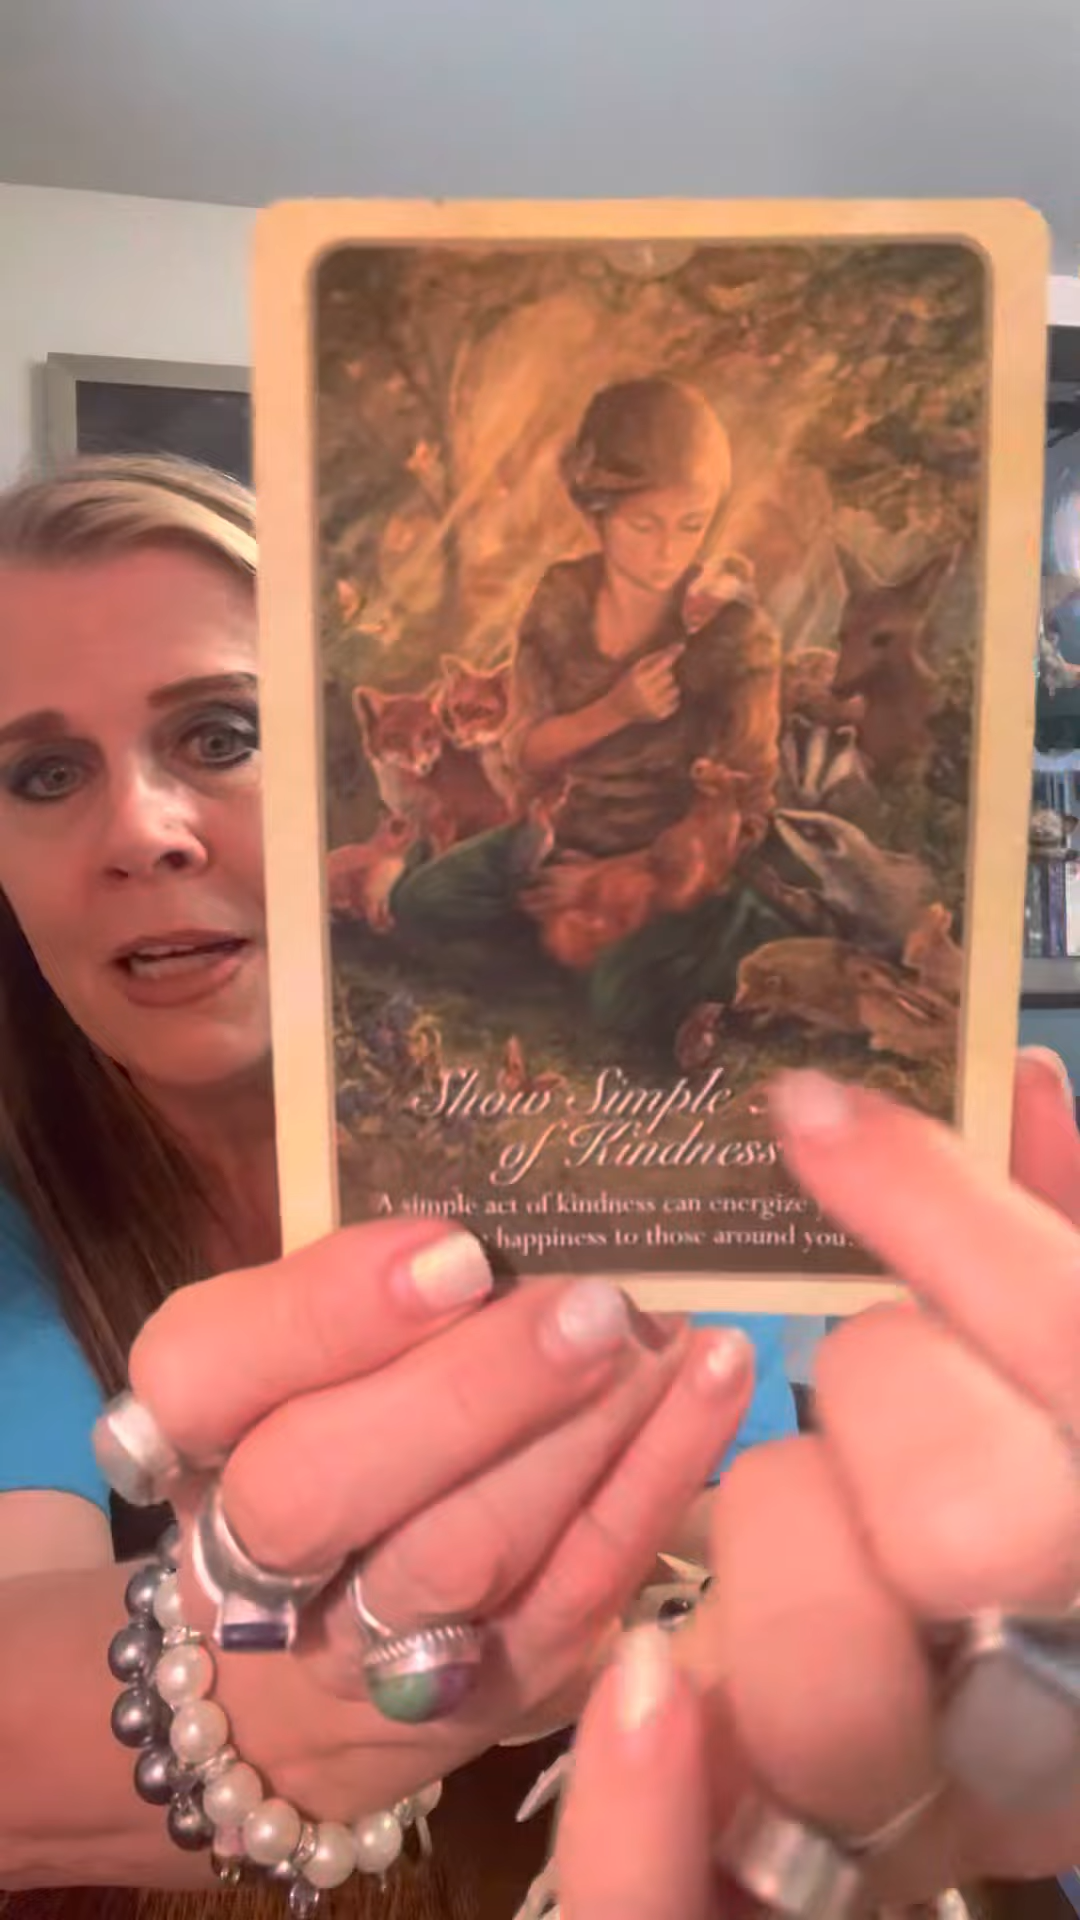 Show Simple
of Kindness
A simple act of kindness can energize
happiness to those around you.